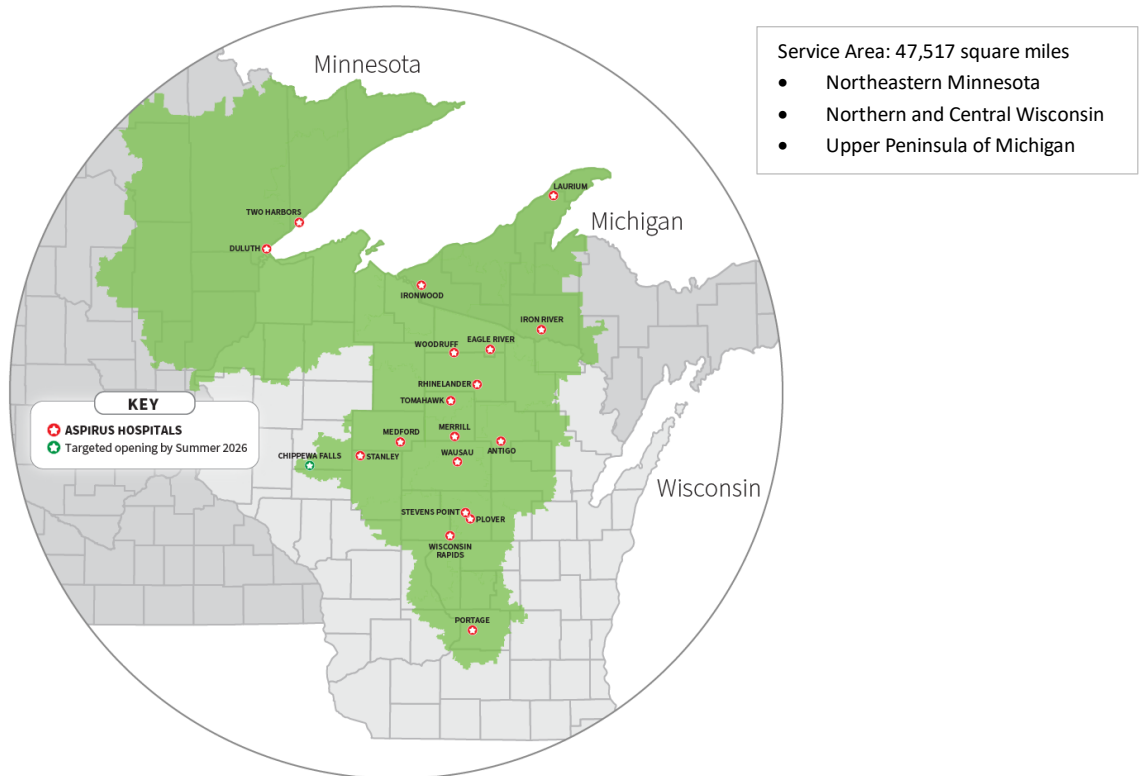 Minnesota
Service Area: 47,517 square miles
• Northeastern Minnesota
• Northern and Central Wisconsin
• Upper Peninsula of Michigan
LAURIUM
TWO HARBORS
Michigan
DULUTH
IRONWOOD
IRON RIVER
EAGLE RIVER
WOODRUFF
RHINELANDER
TOMAHAWK
KEY
ASPIRUS HOSPITALS
Targeted opening by Summer 2026
MERRILL
MEDFORD
ANTIGO
WAUSAU
CHIPPEWA FALLS
STANLEY
Wisconsin
STEVENS POINT
PLOVER
WISCONSIN
RAPIDS
PORTAGE